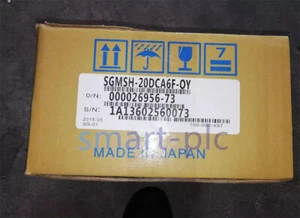 SGMSH-20DCA6F-OY
O/N: 000026956-73
S/N: 1A13602560073
smart-plc
MADE IN JAPAN